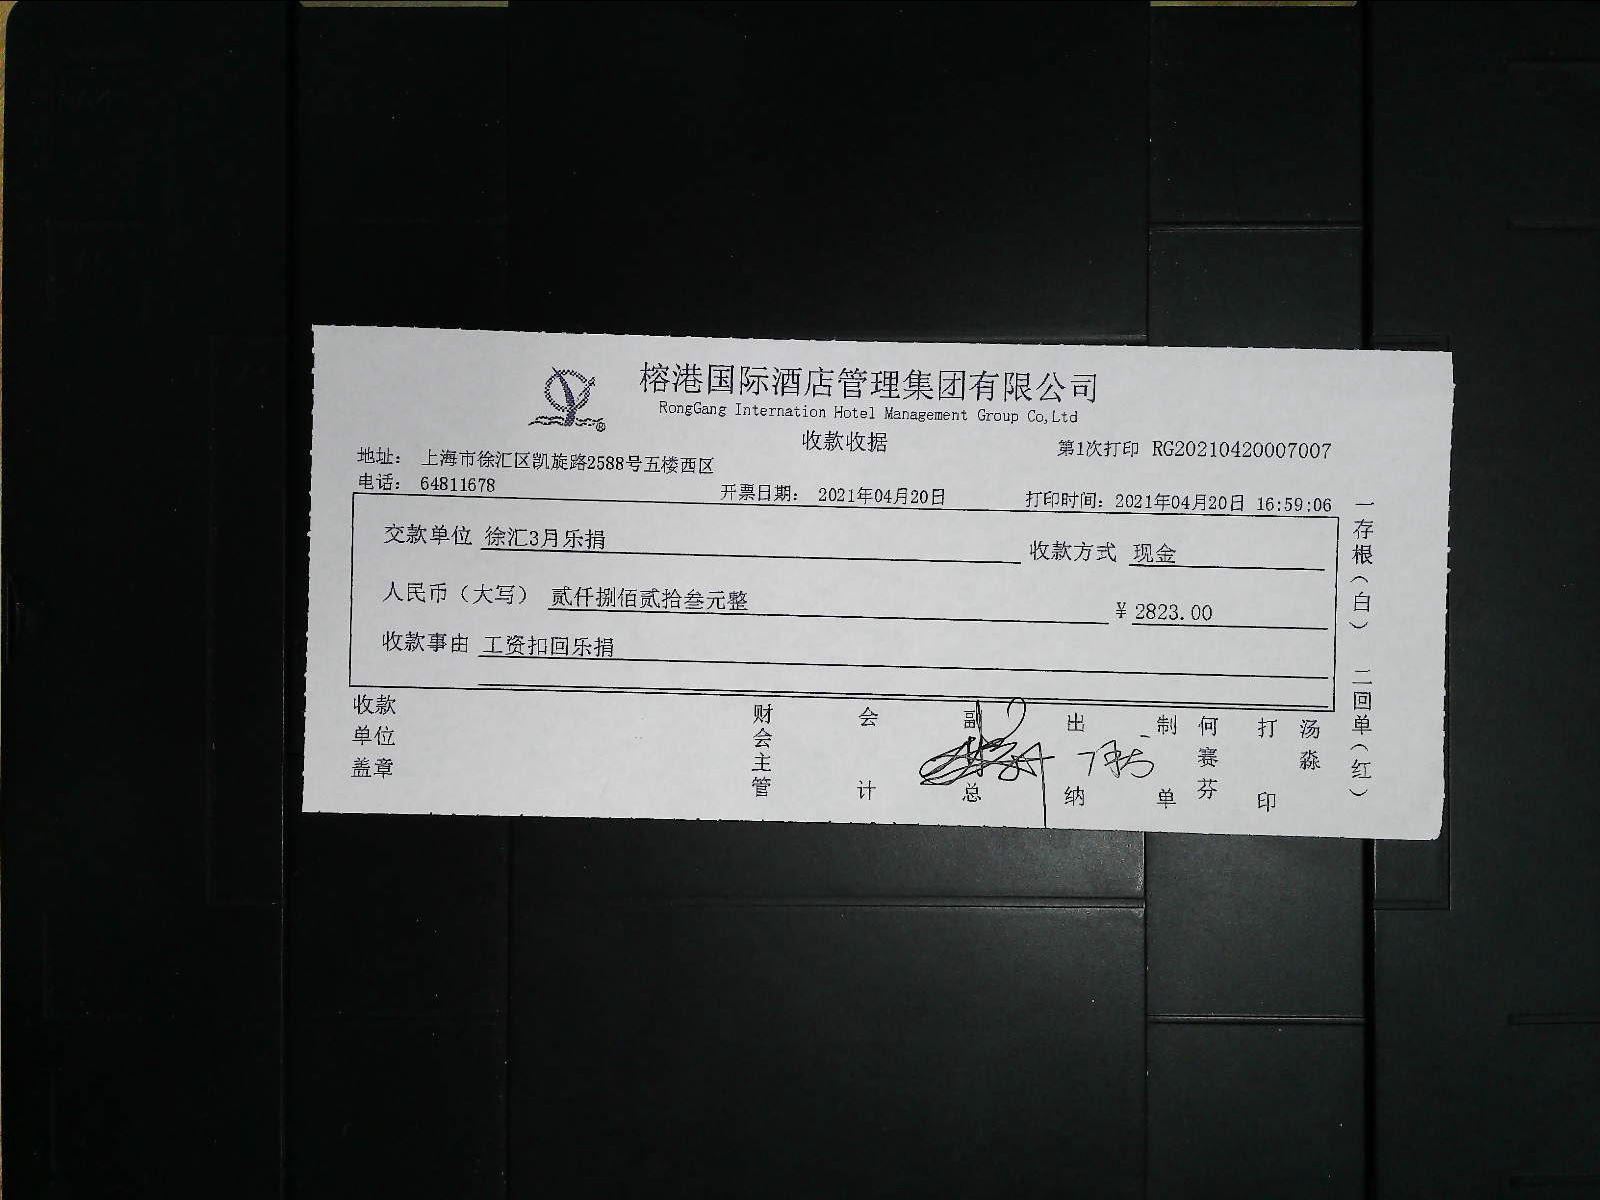 榕港国际酒店管理集团有限公司
RongGang Internation Hotel Management Group Co,Ltd
收款收据
第1次打印 RG20210420007007
地址： 上海市徐汇区凯旋路2588号五楼西区
电话： 64811678
开票日期： 2021年04月20日
打印时间：2021年04月20日 16:59:06
交款单位 徐汇3月乐捐
收款方式 现金
人民币（大写） 贰仟捌佰贰拾叁元整
¥2823.00
收款事由 工资扣回乐捐
收款单位盖章
财会主管
会计
副总
出纳
制单 何赛芬
打印 汤淼
一存根（白） 二回单（红）